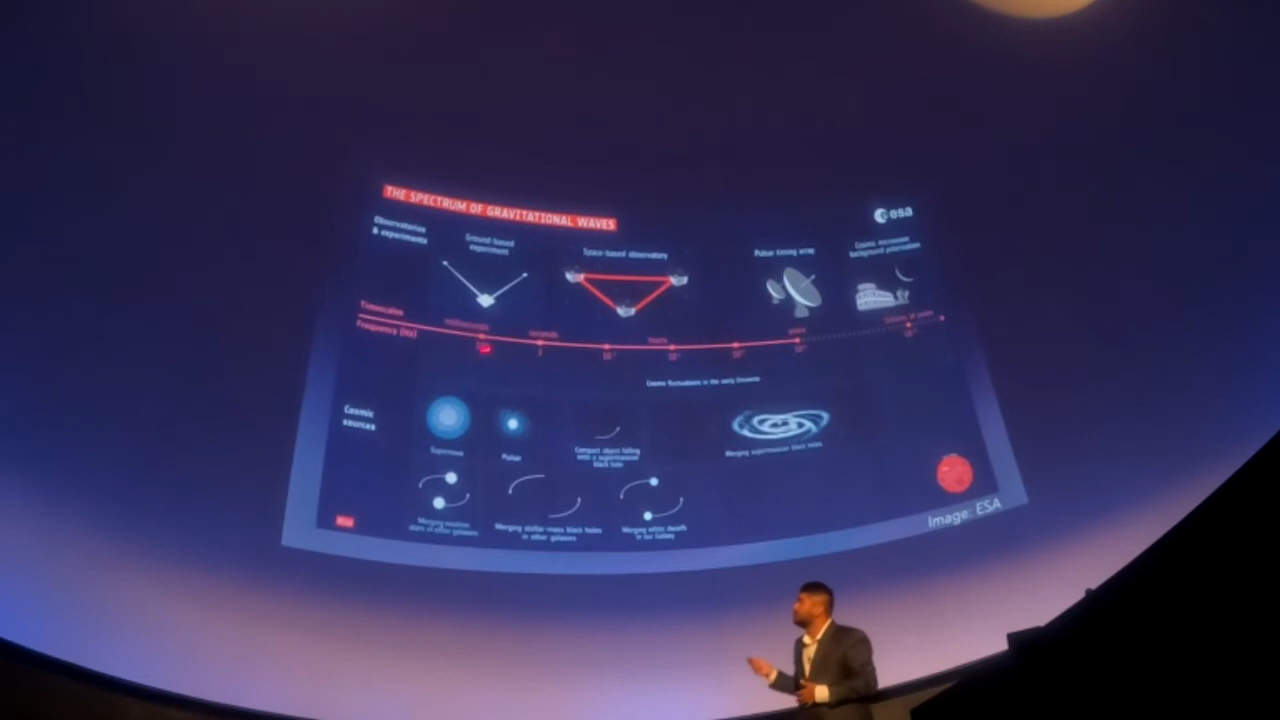 THE SPECTRUM OF GRAVITATIONAL WAVES
esa
Observatories
& experiments
Ground-based
experiment
Space-based observatory
Pulsar timing array
Cosmic microwave
background polarisation
Timescales
milliseconds
seconds
hours
years
billions of years
Frequency (Hz)
1
Cosmic fluctuations in the early Universe
Cosmic
sources
Supernova
Pulsar
Compact object falling
onto a supermassive
black hole
Merging supermassive black holes
Merging neutron
stars in other galaxies
Merging stellar-mass black holes
in other galaxies
Merging white dwarfs
in our Galaxy
Image: ESA